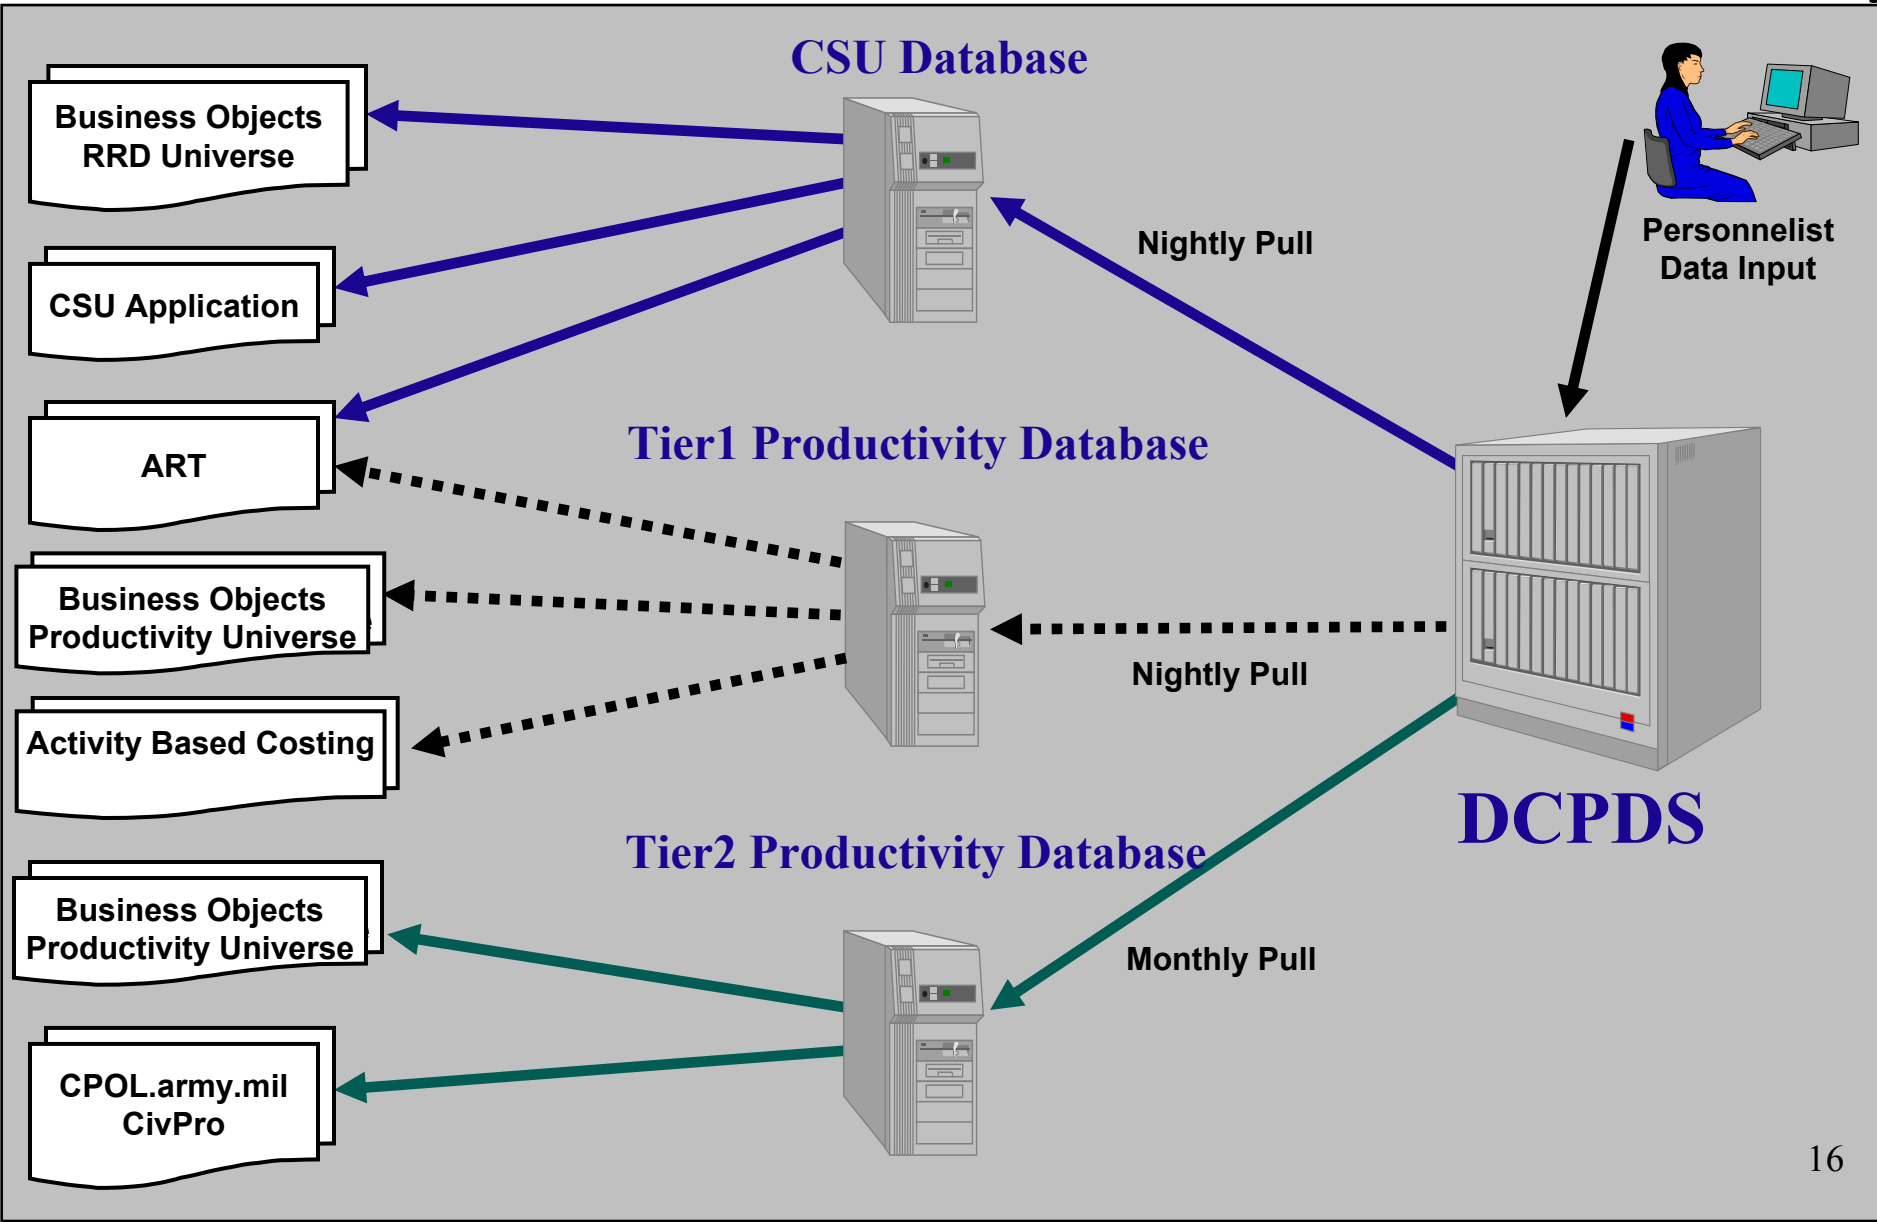 CSU Database
Business Objects
RRD Universe
CSU Application
ART
Nightly Pull
Personnelist
Data Input
Tier1 Productivity Database
Business Objects
Productivity Universe
Activity Based Costing
Nightly Pull
DCPDS
Tier2 Productivity Database
Business Objects
Productivity Universe
CPOL.army.mil
CivPro
Monthly Pull
16